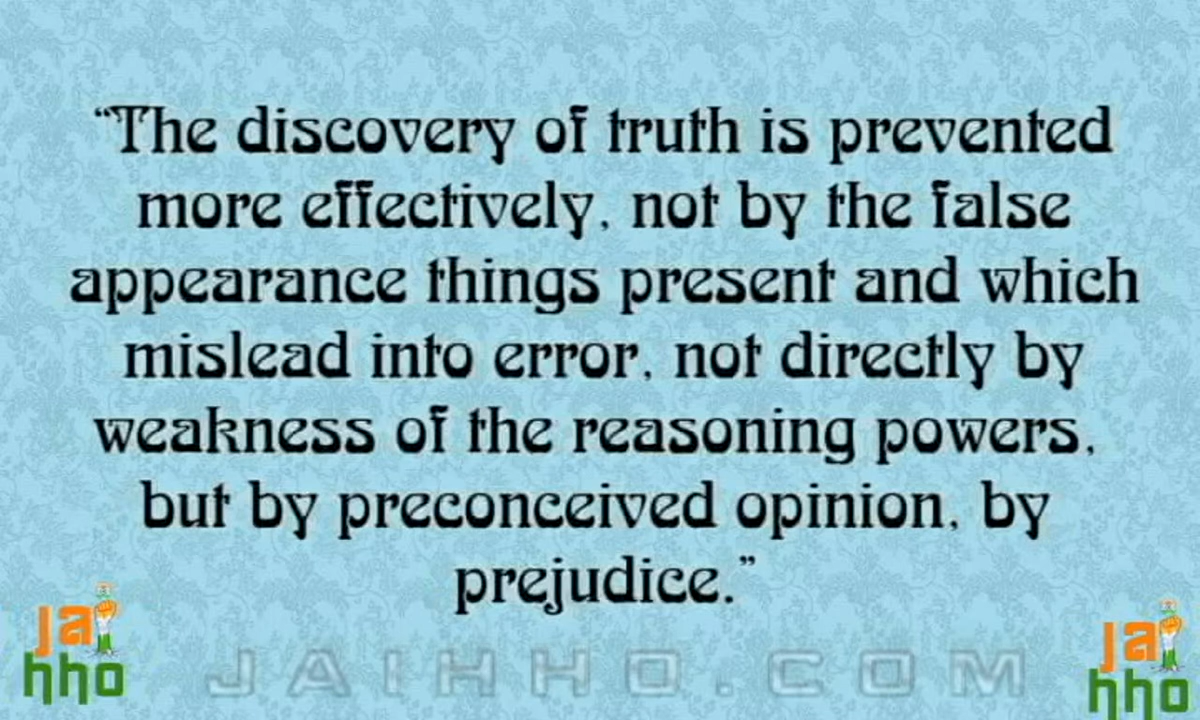 “The discovery of truth is prevented
more effectively, not by the false
appearance things present and which
mislead into error, not directly by
weakness of the reasoning powers,
but by preconceived opinion, by
prejudice.”
jai
hho
JAIHHO.COM
jai
hho